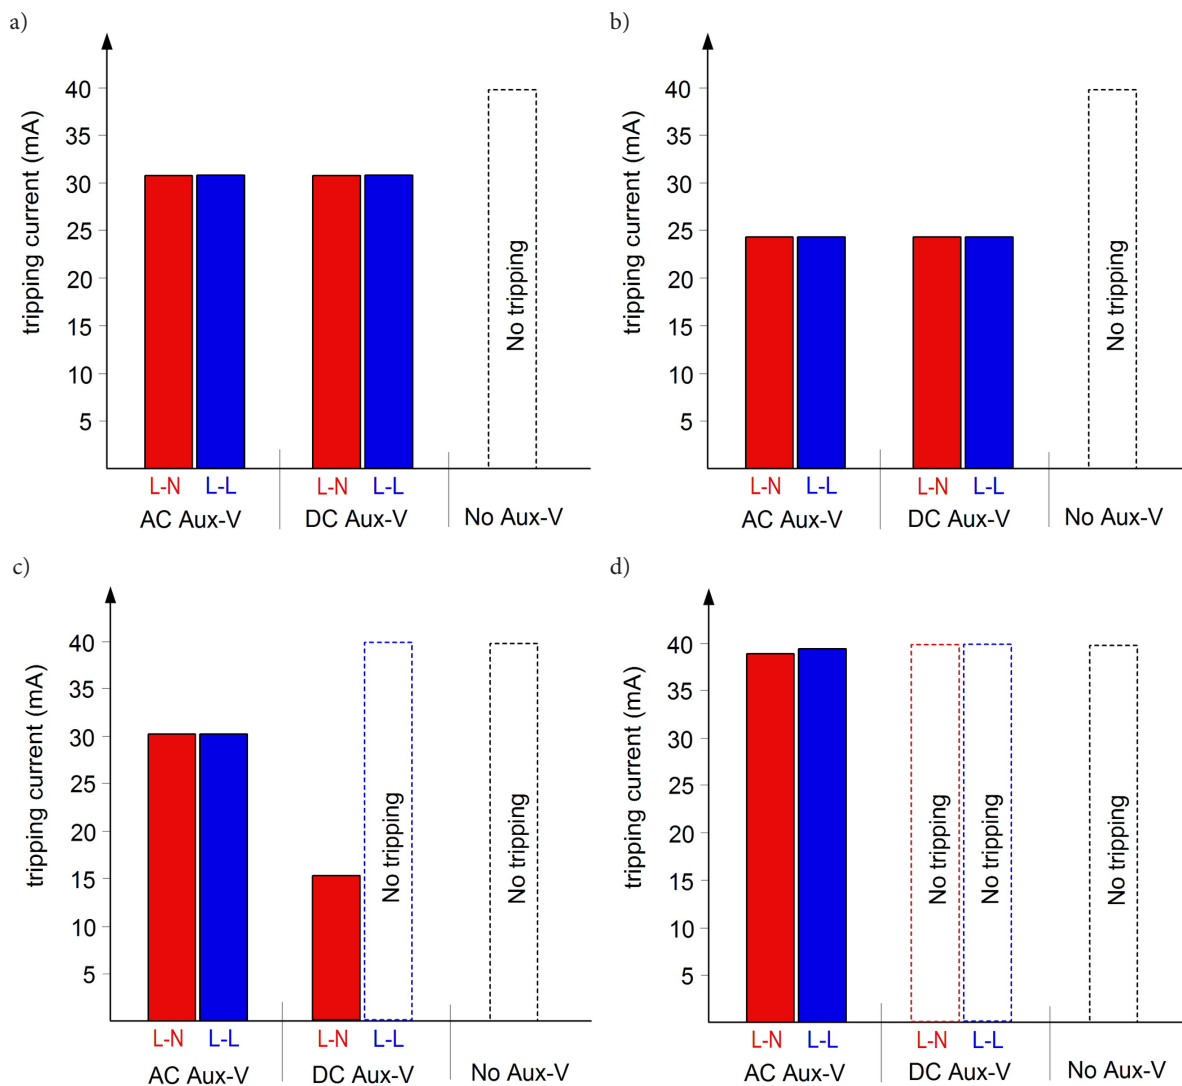 a)
tripping current (mA)
40
35
30
25
20
15
10
5
No tripping
L-N L-L L-N L-L
AC Aux-V DC Aux-V No Aux-V
b)
tripping current (mA)
40
35
30
25
20
15
10
5
No tripping
L-N L-L L-N L-L
AC Aux-V DC Aux-V No Aux-V
c)
tripping current (mA)
40
35
30
25
20
15
10
5
No tripping
No tripping
L-N L-L L-N L-L
AC Aux-V DC Aux-V No Aux-V
d)
tripping current (mA)
40
35
30
25
20
15
10
5
No tripping
No tripping
No tripping
L-N L-L L-N L-L
AC Aux-V DC Aux-V No Aux-V